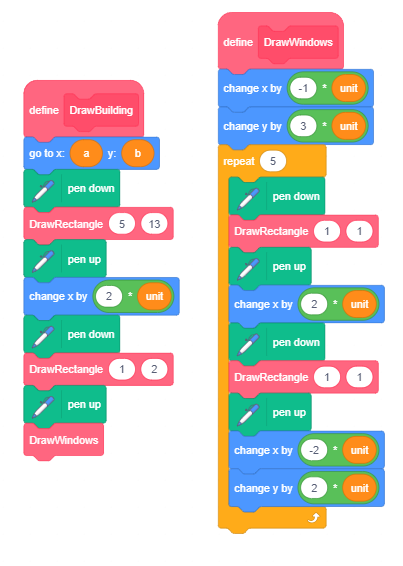 define DrawBuilding
go to x: a y: b
pen down
DrawRectangle 5 13
pen up
change x by 2 * unit
pen down
DrawRectangle 1 2
pen up
DrawWindows
define DrawWindows
change x by -1 * unit
change y by 3 * unit
repeat 5
pen down
DrawRectangle 1 1
pen up
change x by 2 * unit
pen down
DrawRectangle 1 1
pen up
change x by -2 * unit
change y by 2 * unit